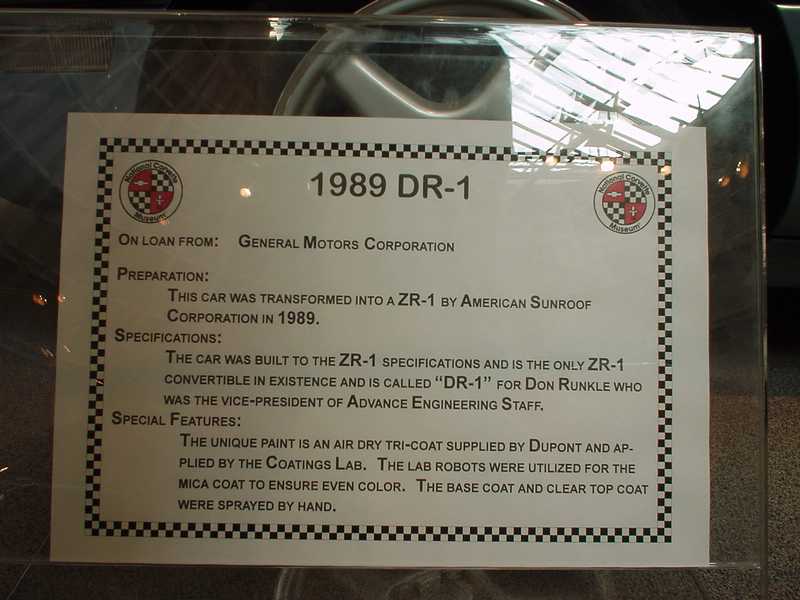 1989 DR-1
National Corvette Museum
National Corvette Museum
ON LOAN FROM: GENERAL MOTORS CORPORATION
PREPARATION:
THIS CAR WAS TRANSFORMED INTO A ZR-1 BY AMERICAN SUNROOF
CORPORATION IN 1989.
SPECIFICATIONS:
THE CAR WAS BUILT TO THE ZR-1 SPECIFICATIONS AND IS THE ONLY ZR-1
CONVERTIBLE IN EXISTENCE AND IS CALLED “DR-1” FOR DON RUNKLE WHO
WAS THE VICE-PRESIDENT OF ADVANCE ENGINEERING STAFF.
SPECIAL FEATURES:
THE UNIQUE PAINT IS AN AIR DRY TRI-COAT SUPPLIED BY DUPONT AND AP-
PLIED BY THE COATINGS LAB. THE LAB ROBOTS WERE UTILIZED FOR THE
MICA COAT TO ENSURE EVEN COLOR. THE BASE COAT AND CLEAR TOP COAT
WERE SPRAYED BY HAND.